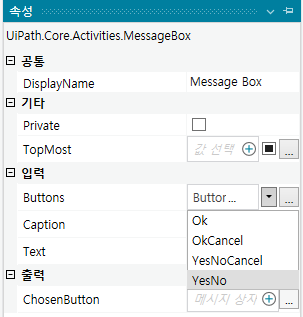 속성
UiPath.Core.Activities.MessageBox
공통
DisplayName Message Box
기타
Private
TopMost 값 선택 ...
입력
Buttons Buttor ... ...
Caption Ok
OkCancel
Text YesNoCancel
출력 YesNo
ChosenButton 메시지 상자 ...